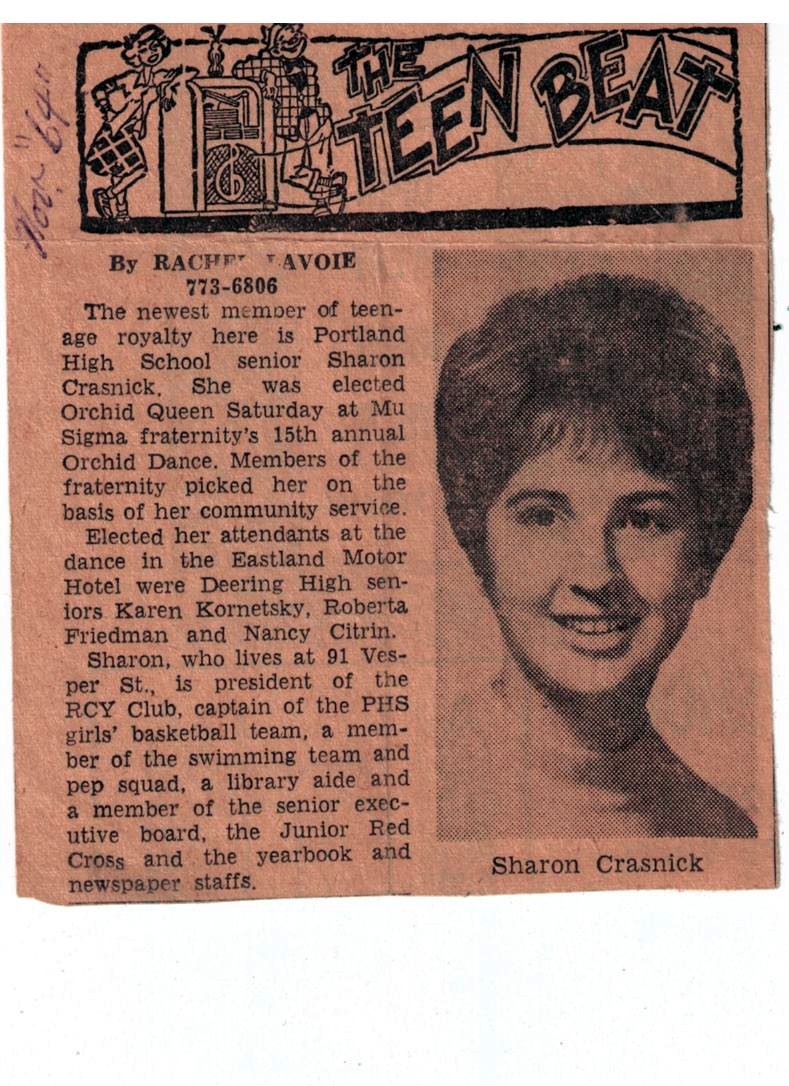 Nov. "64"
THE
TEEN BEAT
By RACHEL LAVOIE
773-6806
The newest member of teen-
age royalty here is Portland
High School senior Sharon
Crasnick. She was elected
Orchid Queen Saturday at Mu
Sigma fraternity's 15th annual
Orchid Dance. Members of the
fraternity picked her on the
basis of her community service.
Elected her attendants at the
dance in the Eastland Motor
Hotel were Deering High sen-
iors Karen Kornetsky, Roberta
Friedman and Nancy Citrin.
Sharon, who lives at 91 Ves-
per St., is president of the
RCY Club, captain of the PHS
girls' basketball team, a mem-
ber of the swimming team and
pep squad, a library aide and
a member of the senior exec-
utive board, the Junior Red
Cross and the yearbook and
newspaper staffs.
Sharon Crasnick